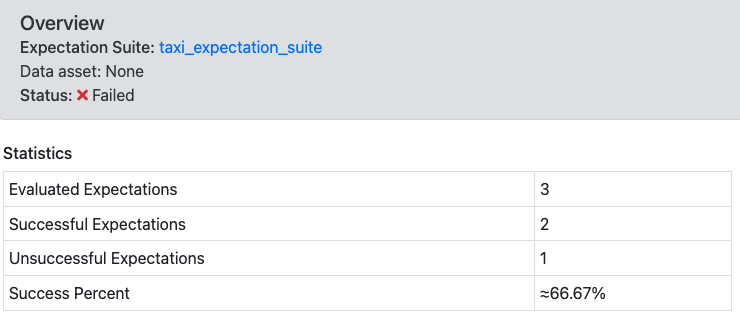 Overview
Expectation Suite: taxi_expectation_suite
Data asset: None
Status: ❌ Failed
Statistics
Evaluated Expectations 3
Successful Expectations 2
Unsuccessful Expectations 1
Success Percent ≈66.67%